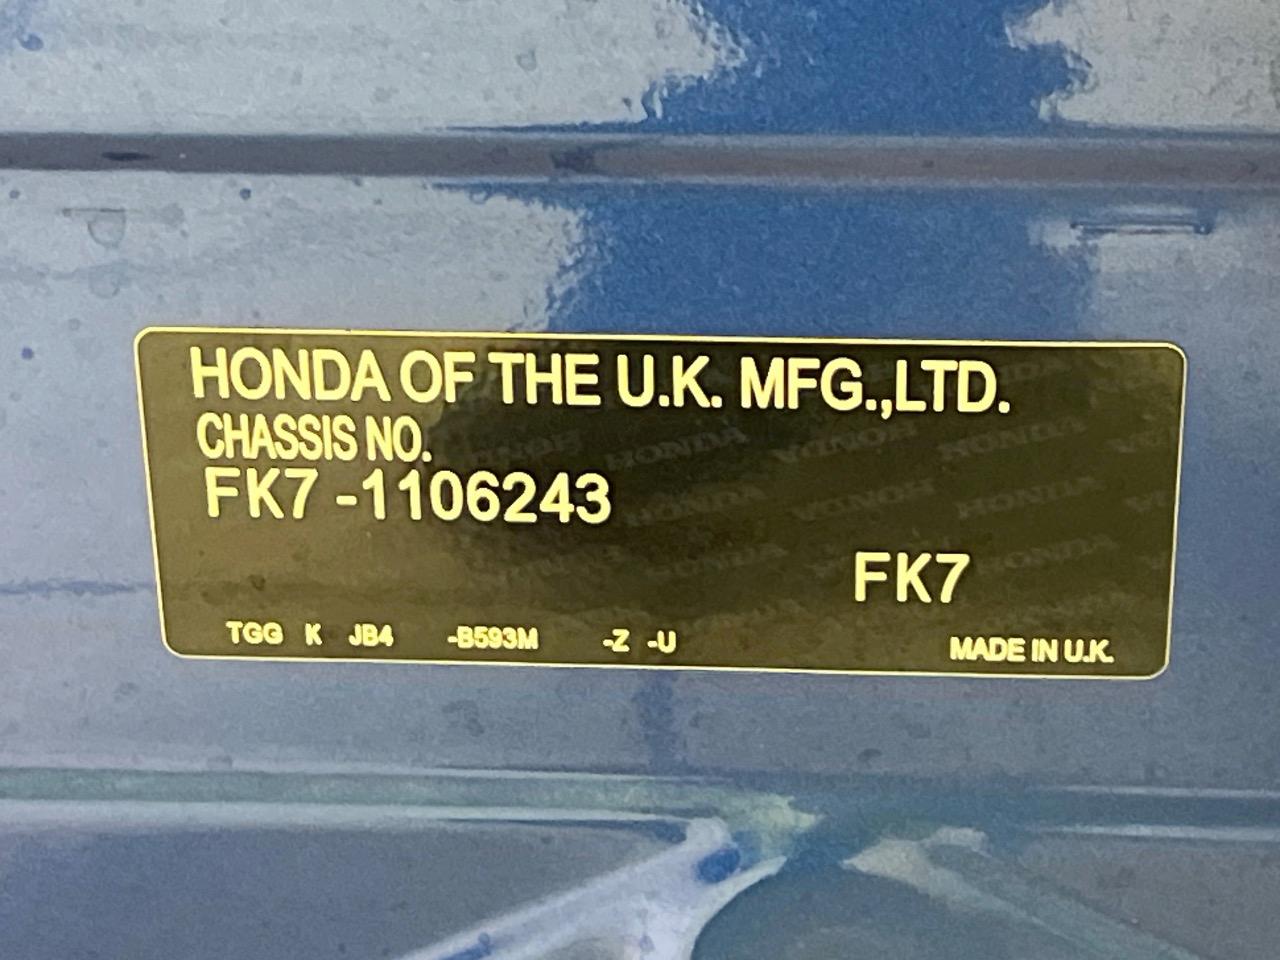 HONDA OF THE U.K. MFG.,LTD.
CHASSIS NO.
FK7 -1106243
FK7
TGG K JB4 -B593M -Z -U
MADE IN U.K.